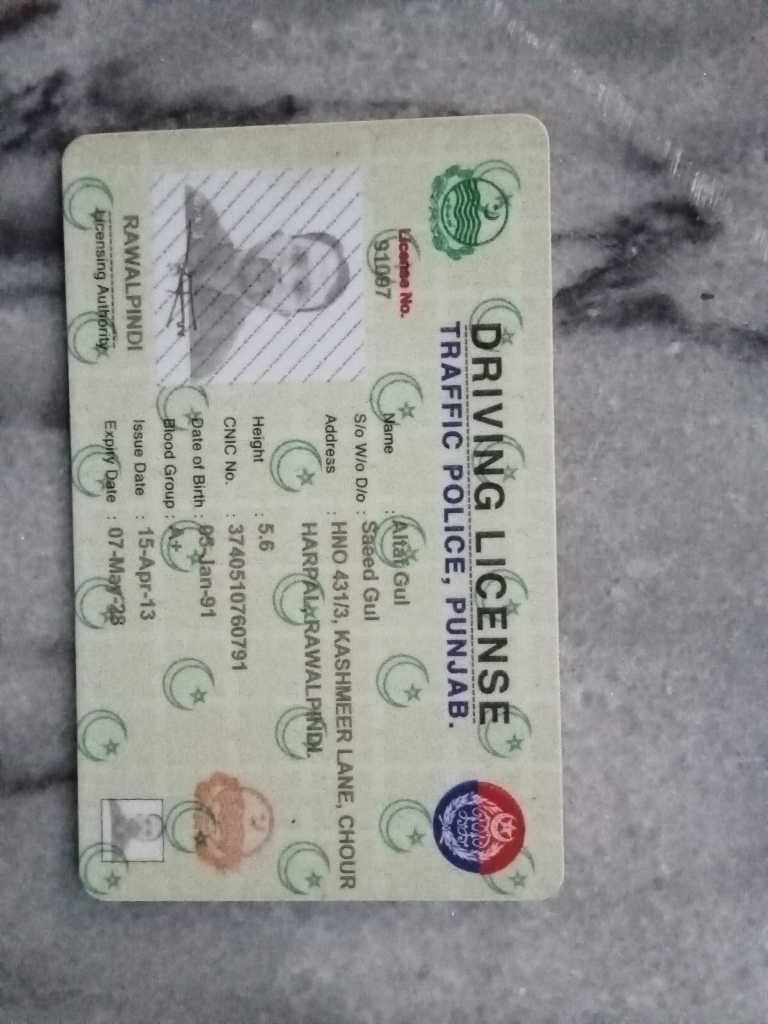 DRIVING LICENSE
TRAFFIC POLICE, PUNJAB.
License No.
91097
Name : Altaf Gul
S/o W/o D/o : Saeed Gul
Address : HNO 431/3, KASHMEER LANE, CHOUR
HARPAL RAWALPINDI.
Height : 5.6
CNIC No. : 3740510760791
Date of Birth : 05-Jan-91
Blood Group : A+
Issue Date : 15-Apr-13
Expiry Date : 07-May-28
RAWALPINDI
Licensing Authority